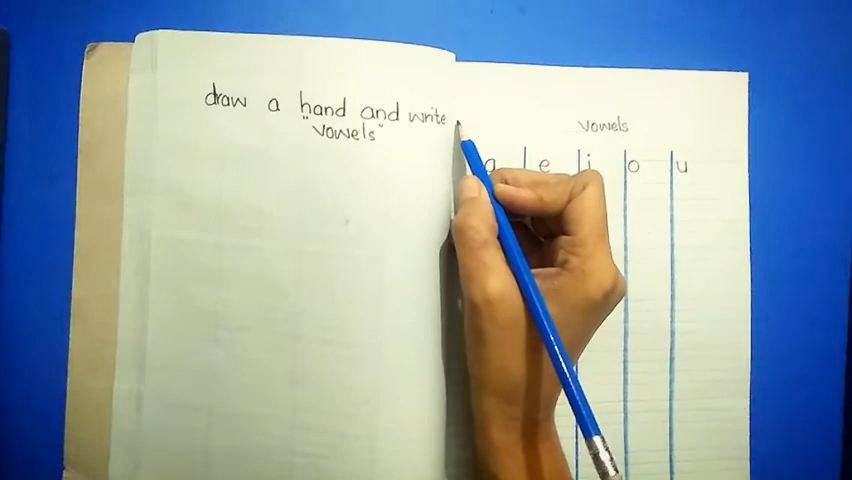 draw a hand and write
"vowels"
vowels
a e i o u